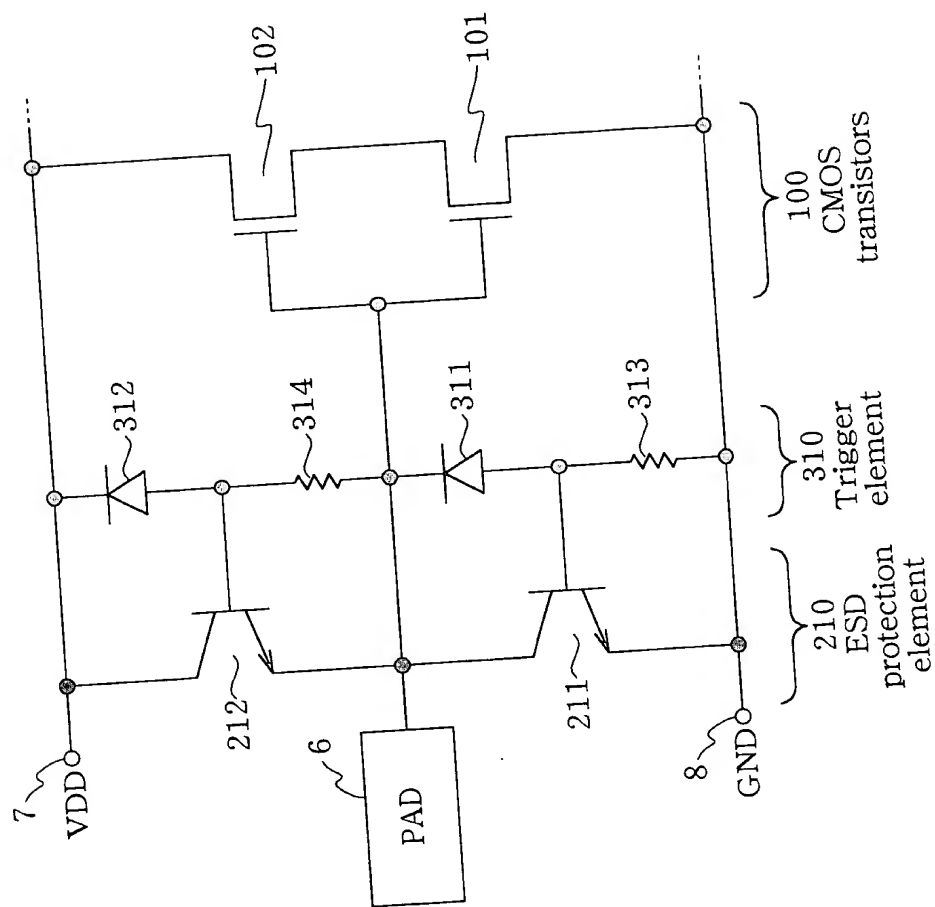 7
VDD
212
312
314
102
6
PAD
211
311
313
101
8
GND
210
ESD
protection
element
310
Trigger
element
100
CMOS
transistors